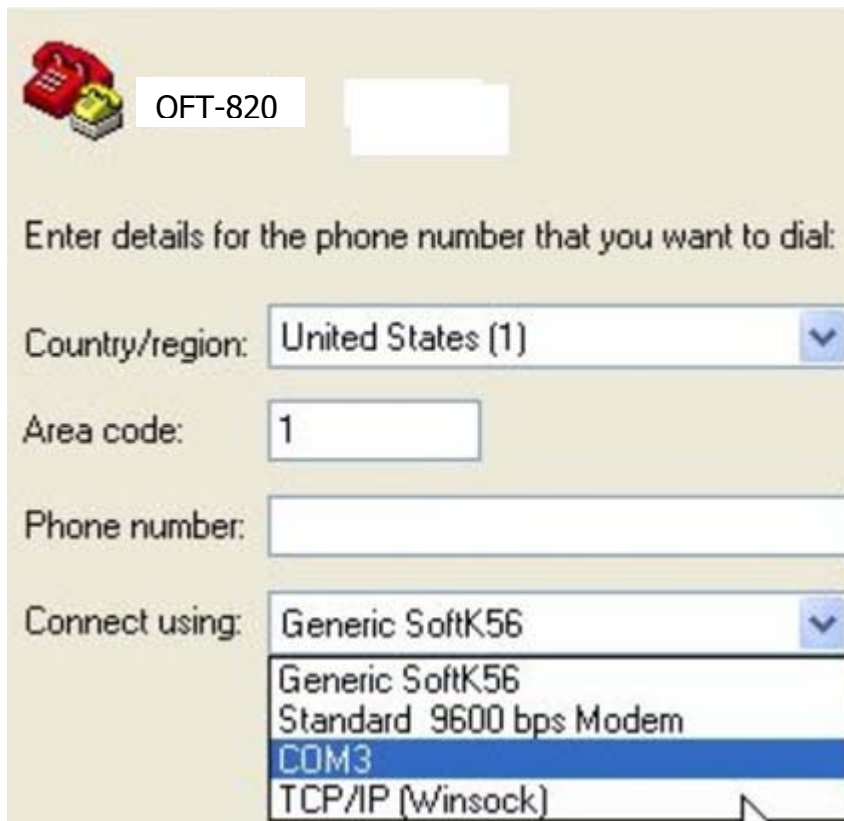 OFT-820
Enter details for the phone number that you want to dial:
Country/region: United States (1)
Area code: 1
Phone number:
Connect using: Generic SoftK56
Generic SoftK56
Standard 9600 bps Modem
COM3
TCP/IP (Winsock)